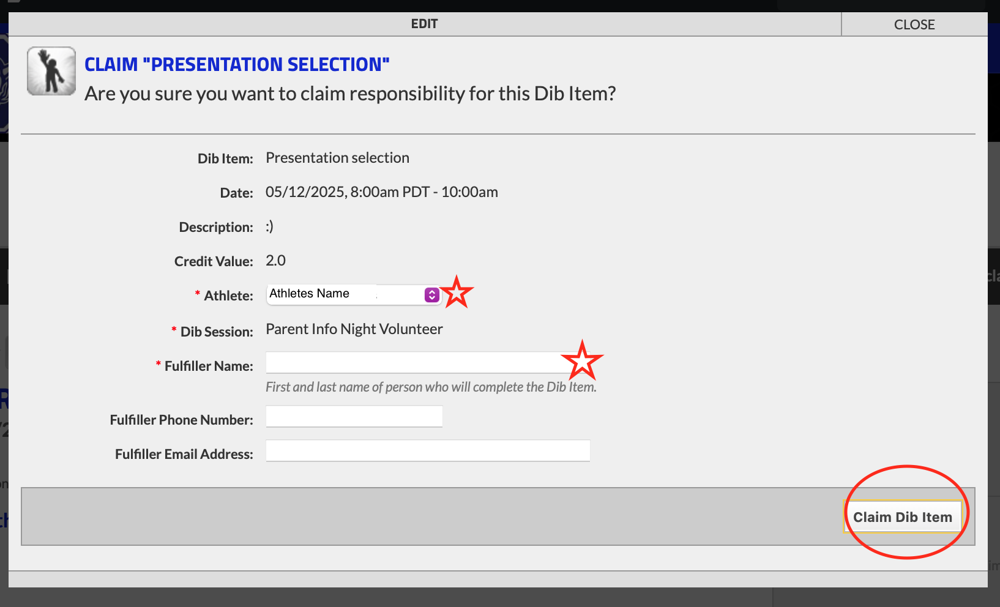 EDIT
CLOSE
CLAIM "PRESENTATION SELECTION"
Are you sure you want to claim responsibility for this Dib Item?
Dib Item: Presentation selection
Date: 05/12/2025, 8:00am PDT - 10:00am
Description: :)
Credit Value: 2.0
* Athlete: Athletes Name
* Dib Session: Parent Info Night Volunteer
* Fulfiller Name:
First and last name of person who will complete the Dib Item.
Fulfiller Phone Number:
Fulfiller Email Address:
Claim Dib Item